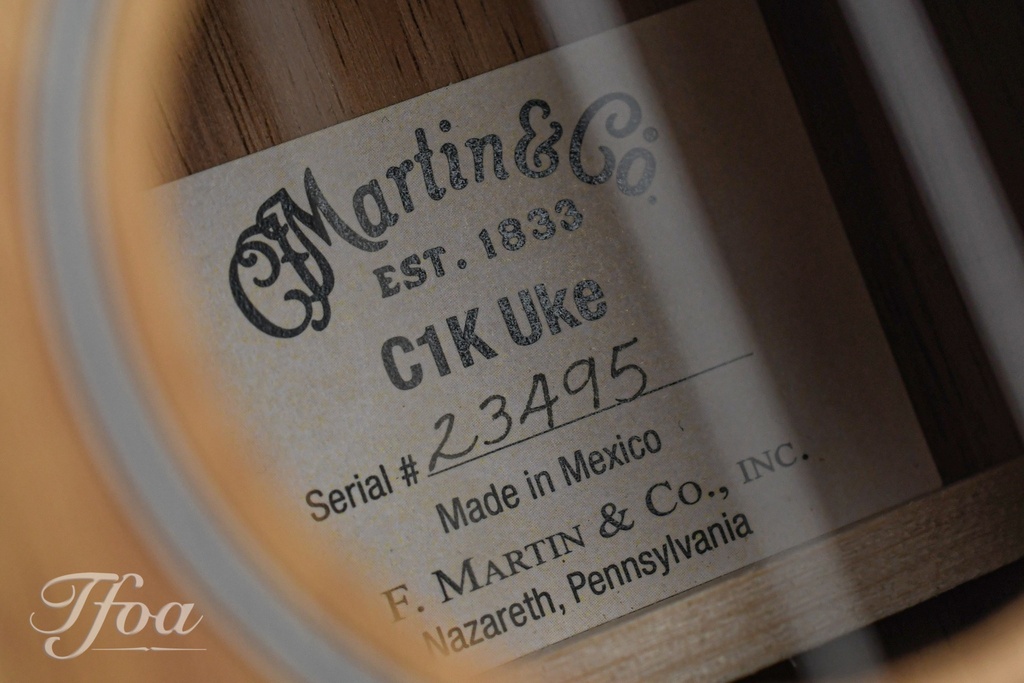 CFMartin & Co.
EST. 1833
C1K Uke
Serial # 23495
Made in Mexico
F. MARTIN & CO., INC.
Nazareth, Pennsylvania
Tfoa